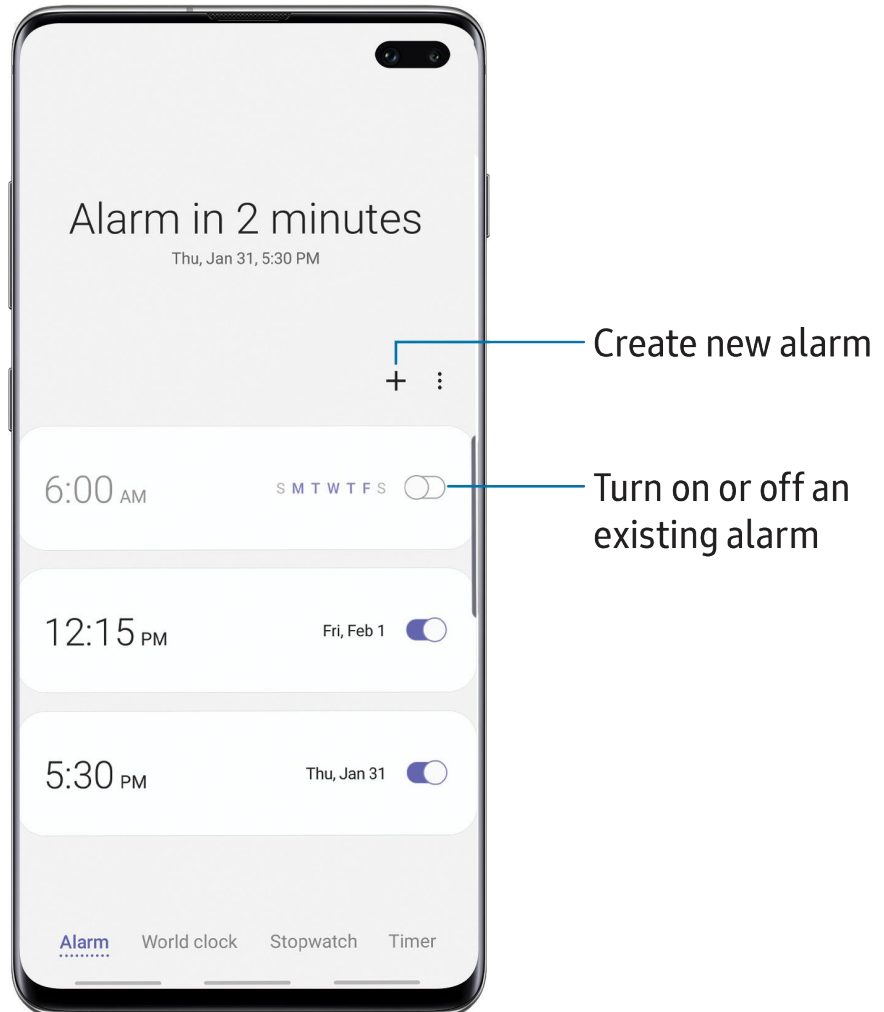 Alarm in 2 minutes
Thu, Jan 31, 5:30 PM
Create new alarm
+
6:00 AM S M T W T F S
Turn on or off an
existing alarm
12:15 PM Fri, Feb 1
5:30 PM Thu, Jan 31
Alarm World clock Stopwatch Timer